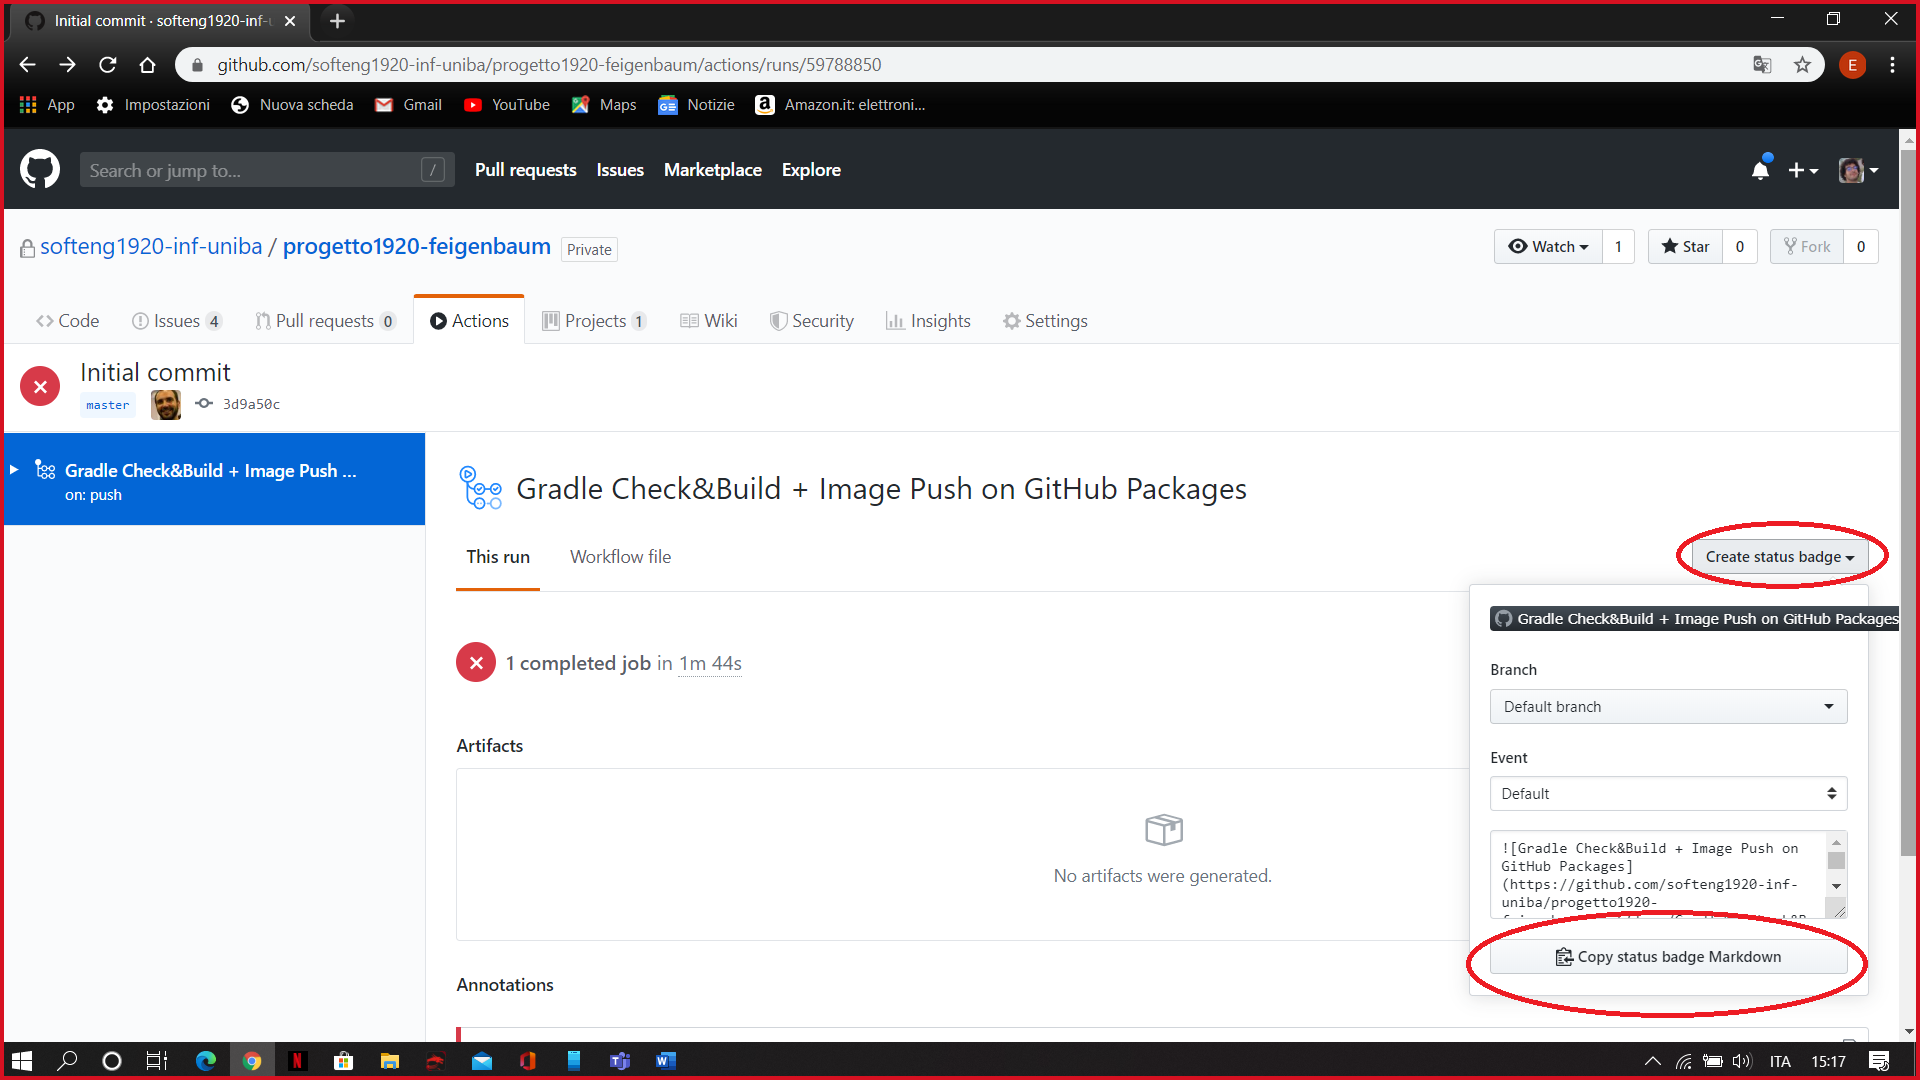 Initial commit · softeng1920-inf-u
github.com/softeng1920-inf-uniba/progetto1920-feigenbaum/actions/runs/59788850
E
App Impostazioni Nuova scheda Gmail YouTube Maps Notizie Amazon.it: elettroni...
Search or jump to... /
Pull requests Issues Marketplace Explore
softeng1920-inf-uniba / progetto1920-feigenbaum Private
Watch 1 Star 0 Fork 0
Code Issues 4 Pull requests 0 Actions Projects 1 Wiki Security Insights Settings
Initial commit
master 3d9a50c
Gradle Check&Build + Image Push ...
on: push
Gradle Check&Build + Image Push on GitHub Packages
This run Workflow file
Create status badge
Gradle Check&Build + Image Push on GitHub Packages
Branch
Default branch
Event
Default
![Gradle Check&Build + Image Push on
GitHub Packages]
(https://github.com/softeng1920-inf-
uniba/progetto1920-
Copy status badge Markdown
1 completed job in 1m 44s
Artifacts
No artifacts were generated.
Annotations
ITA 15:17